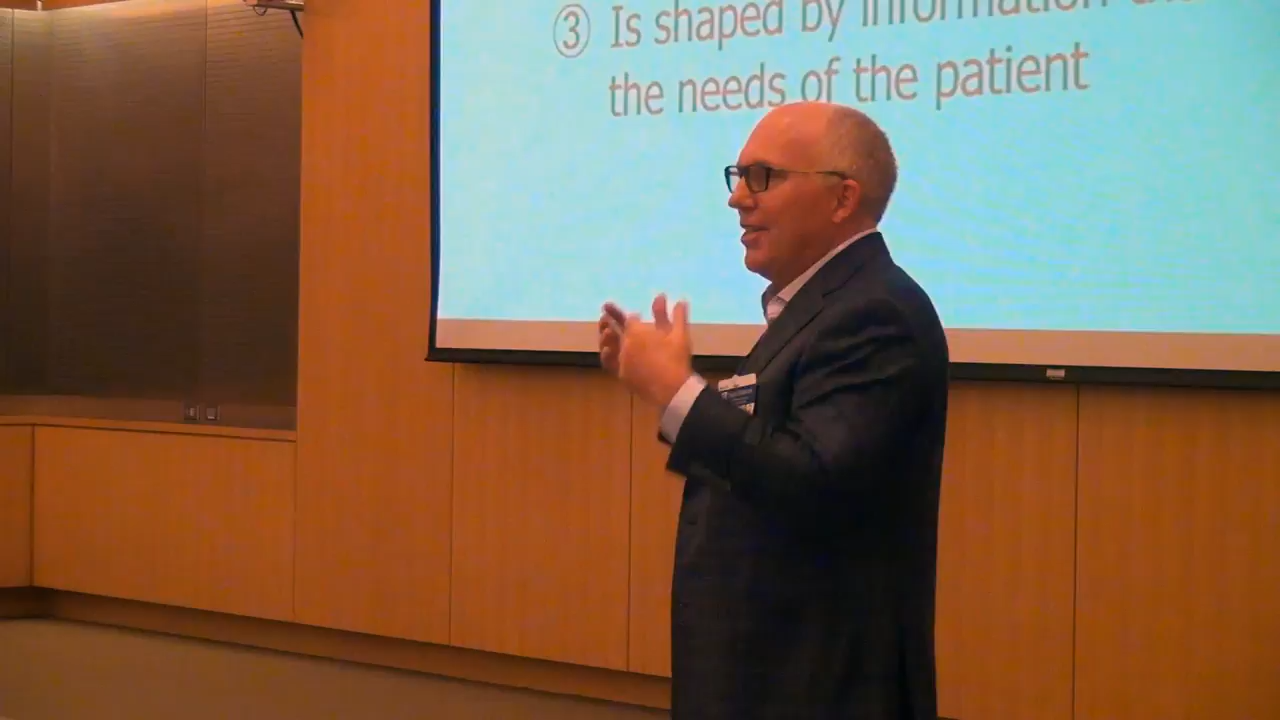 ③ Is shaped by information
the needs of the patient